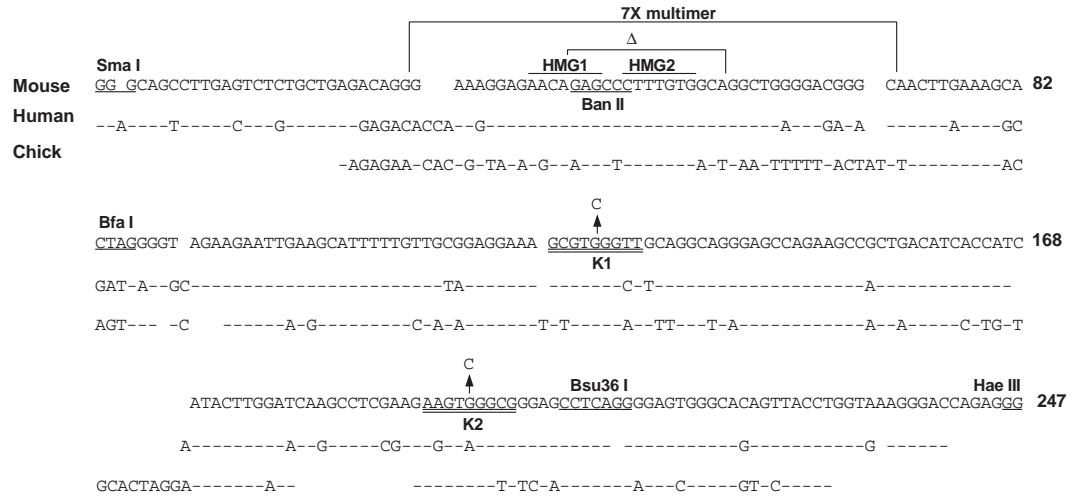 7X multimer
Δ
Sma I HMG1 HMG2
Mouse GG GCAGCCTTGAGTCTCTGCTGAGACAGGG AAAGGAGAACAGAGCCCTTTGTGGCAGGCTGGGGACGGG CAACTTGAAAGCA 82
Ban II
Human --A----T-----C---G-------GAGACACCA--G-----------------------------A---GA-A ------A---GC
Chick -AGAGAA-CAC-G-TA-A-G--A---T-------A-T-AA-TTTTT-ACTAT-T---------AC
C
Bfa I
CTAGGGGT AGAAGAATTGAAGCATTTTTGTTGCGGAGGAAA GCGTGGGTTGCAGGCAGGGAGCCAGAAGCCGCTGACATCACCATC 168
K1
GAT-A--GC------------------------TA------- --------C-T---------------------A-------------
AGT--- -C ------A-G----------C-A-A------T-T-----A--TT---TA------------A--A-----C-TG-T
C
Bsu36 I Hae III
ATACTTGGATCAAGCCTCGAAGAAGTGGGCGGGAGCCTCAGGGGAGTGGGCACAGTTACCTGGTAAAGGGACCAGAGGG 247
K2
A---------A--G-----CG---G--A------------- -----------G-----------G ------
GCACTAGGA-------A-- --------T-TC-A-------A---C-----GT-C-----